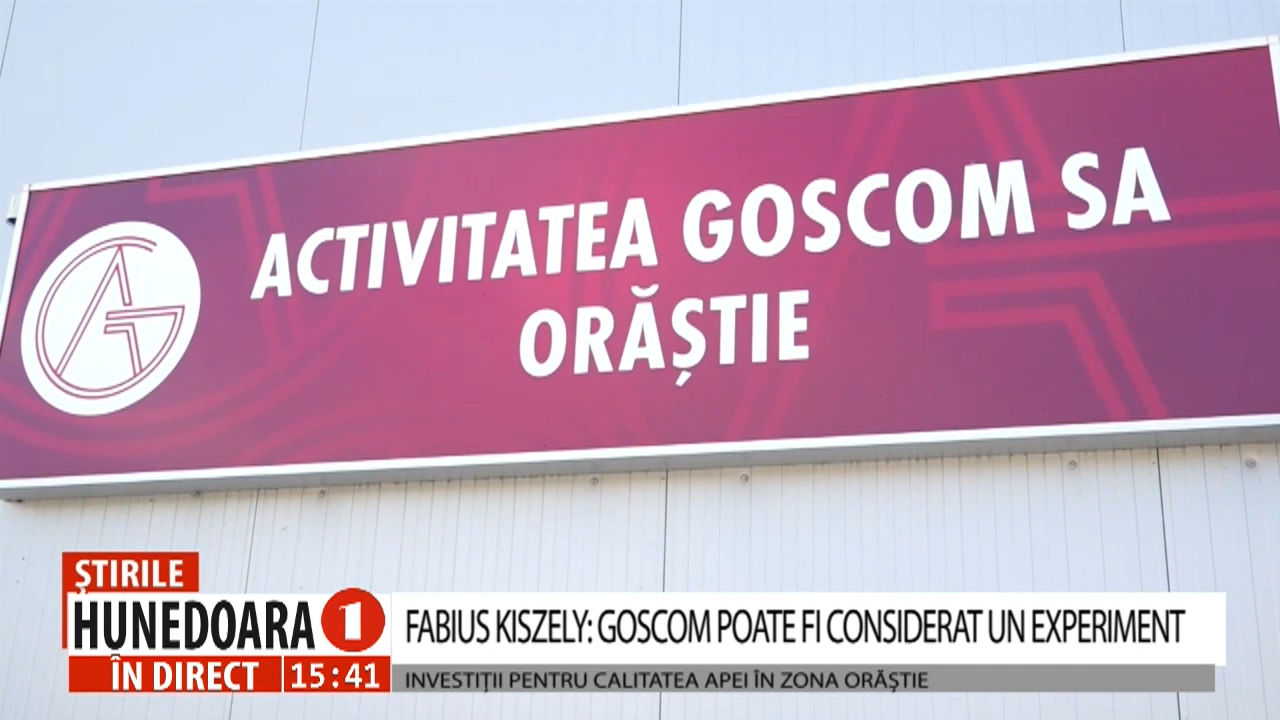 ACTIVITATEA GOSCOM SA
ORĂȘTIE
ŞTIRILE
HUNEDOARA 1
ÎN DIRECT 15:41
FABIUS KISZELY: GOSCOM POATE FI CONSIDERAT UN EXPERIMENT
INVESTIȚII PENTRU CALITATEA APEI ÎN ZONA ORĂȘTIE